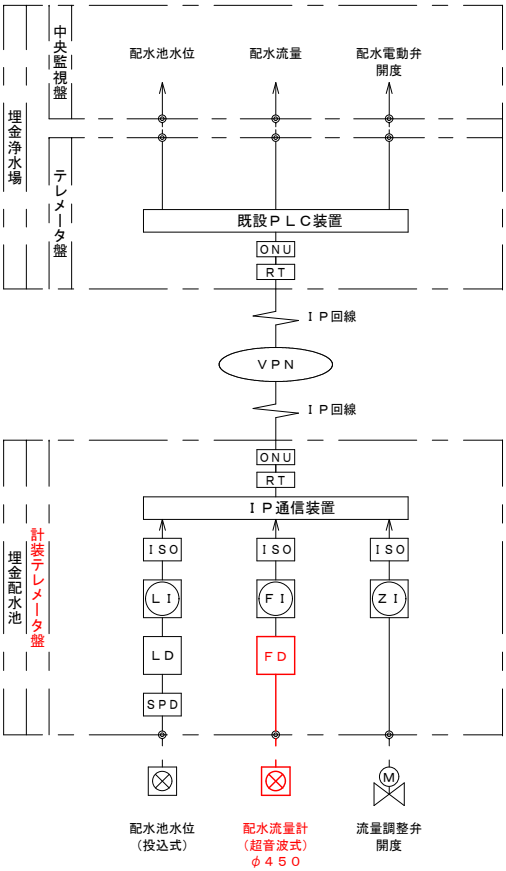 中央監視盤
配水池水位
配水流量
配水電動弁
開度
埋金浄水場
テレメータ盤
既設PLC装置
ONU
RT
IP回線
VPN
IP回線
ONU
RT
IP通信装置
埋金配水池
計装テレメータ盤
ISO
ISO
ISO
LI
FI
ZI
LD
FD
SPD
M
配水池水位
(投込式)
配水流量計
(超音波式)
φ450
流量調整弁
開度